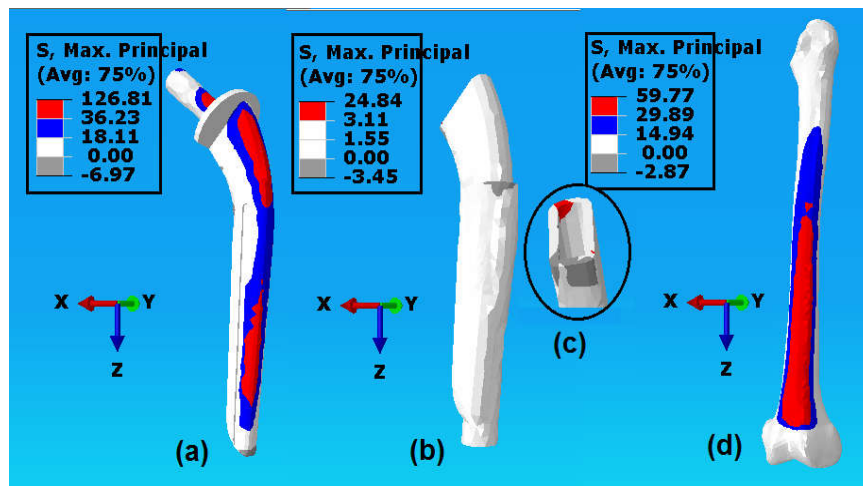 S, Max. Principal
(Avg: 75%)
126.81
36.23
18.11
0.00
-6.97
X
Y
Z
(a)
S, Max. Principal
(Avg: 75%)
24.84
3.11
1.55
0.00
-3.45
X
Y
Z
(b)
(c)
S, Max. Principal
(Avg: 75%)
59.77
29.89
14.94
0.00
-2.87
X
Y
Z
(d)